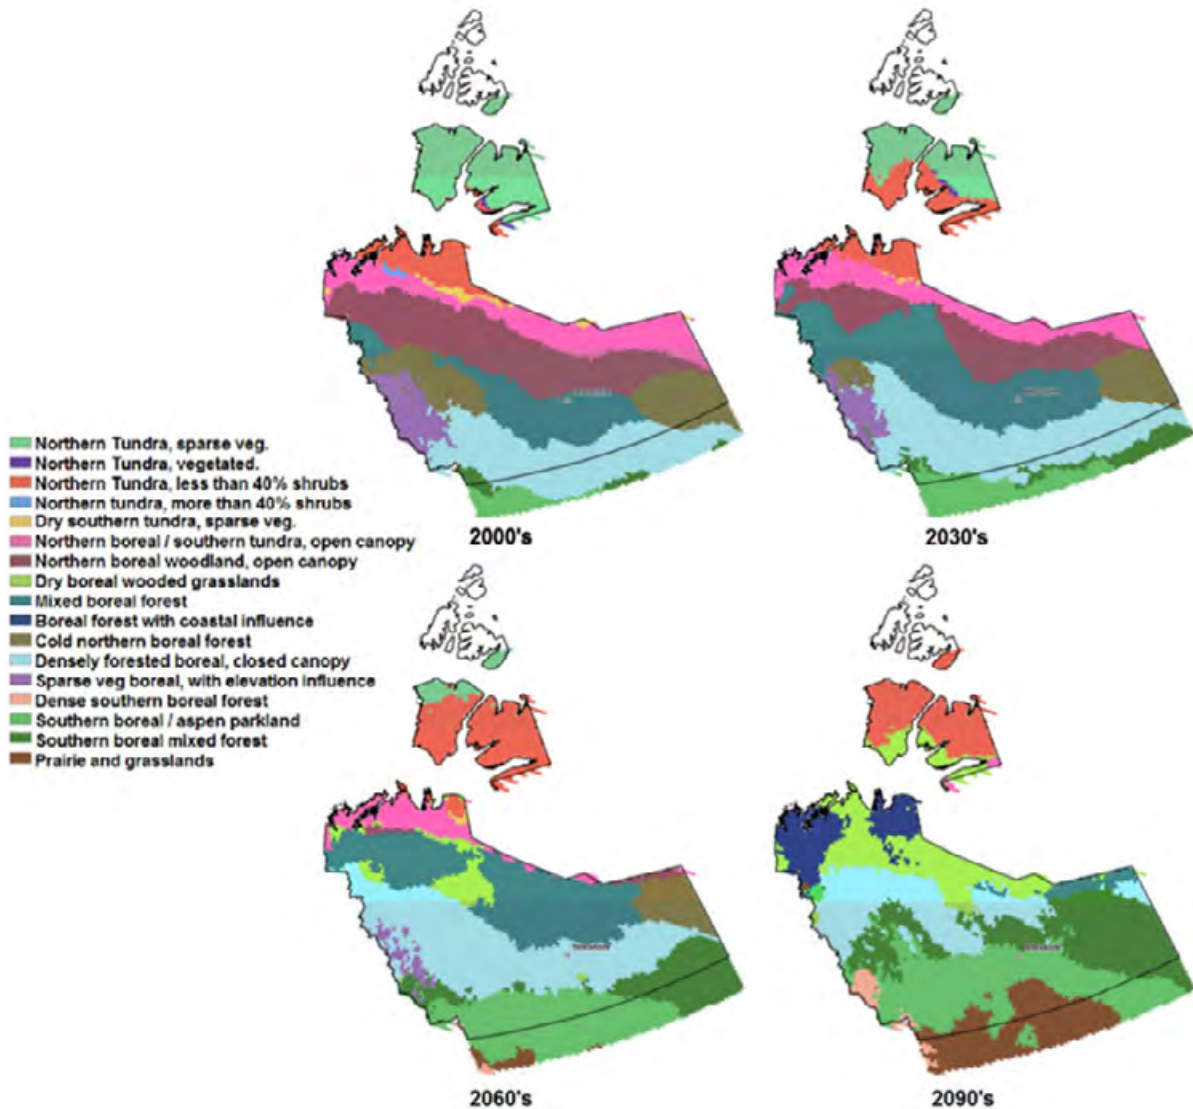 Northern Tundra, sparse veg.
Northern Tundra, vegetated.
Northern Tundra, less than 40% shrubs
Northern tundra, more than 40% shrubs
Dry southern tundra, sparse veg.
Northern boreal / southern tundra, open canopy
Northern boreal woodland, open canopy
Dry boreal wooded grasslands
Mixed boreal forest
Boreal forest with coastal influence
Cold northern boreal forest
Densely forested boreal, closed canopy
Sparse veg boreal, with elevation influence
Dense southern boreal forest
Southern boreal / aspen parkland
Southern boreal mixed forest
Prairie and grasslands
2000's
2030's
2060's
2090's